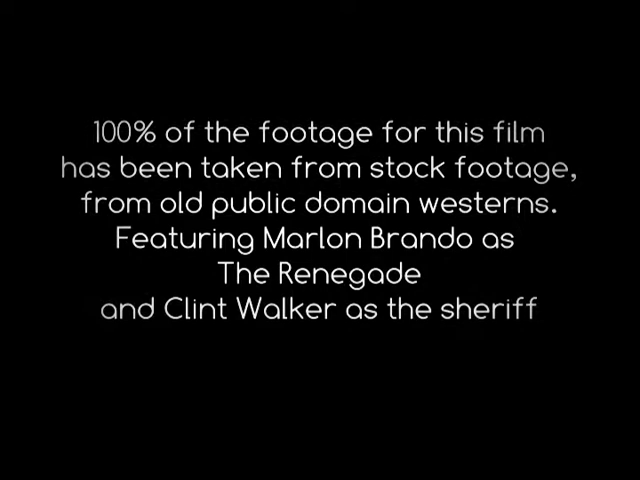 100% of the footage for this film
has been taken from stock footage,
from old public domain westerns.
Featuring Marlon Brando as
The Renegade
and Clint Walker as the sheriff